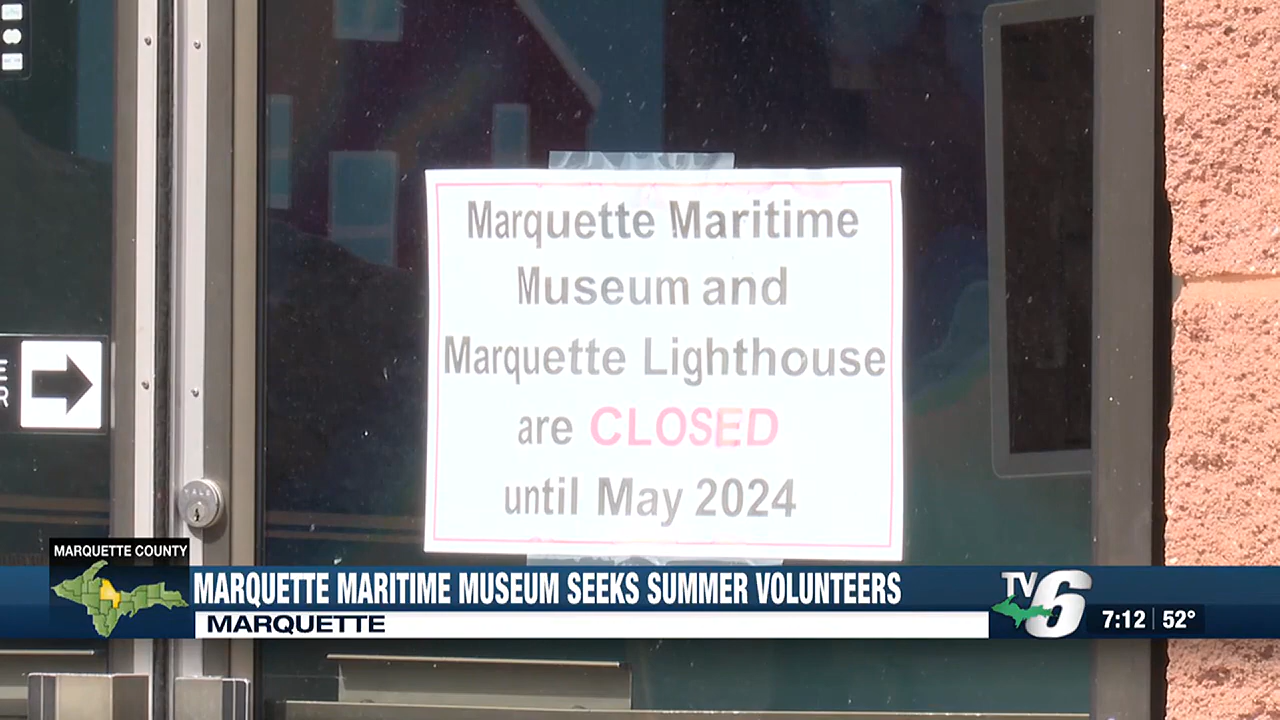 Marquette Maritime
Museum and
Marquette Lighthouse
are CLOSED
until May 2024
YALE
MARQUETTE COUNTY
MARQUETTE MARITIME MUSEUM SEEKS SUMMER VOLUNTEERS
MARQUETTE
TV6
7:12 52°